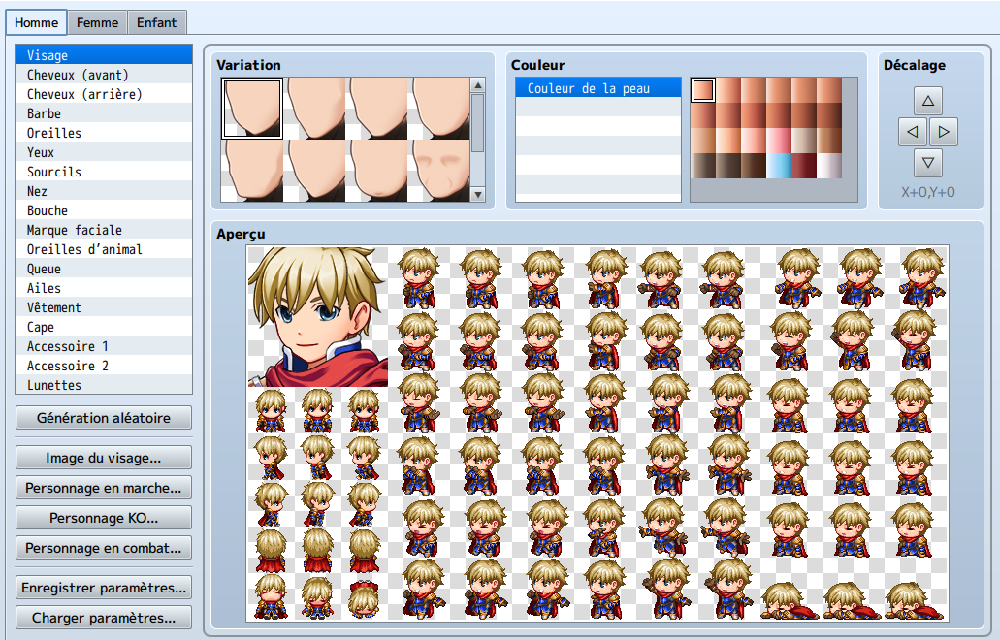 Homme Femme Enfant
Visage
Cheveux (avant)
Cheveux (arrière)
Barbe
Oreilles
Yeux
Sourcils
Nez
Bouche
Marque faciale
Oreilles d’animal
Queue
Ailes
Vêtement
Cape
Accessoire 1
Accessoire 2
Lunettes
Génération aléatoire
Image du visage...
Personnage en marche...
Personnage KO...
Personnage en combat...
Enregistrer paramètres...
Charger paramètres...
Variation
Couleur
Couleur de la peau
Décalage
X+0,Y+0
Aperçu